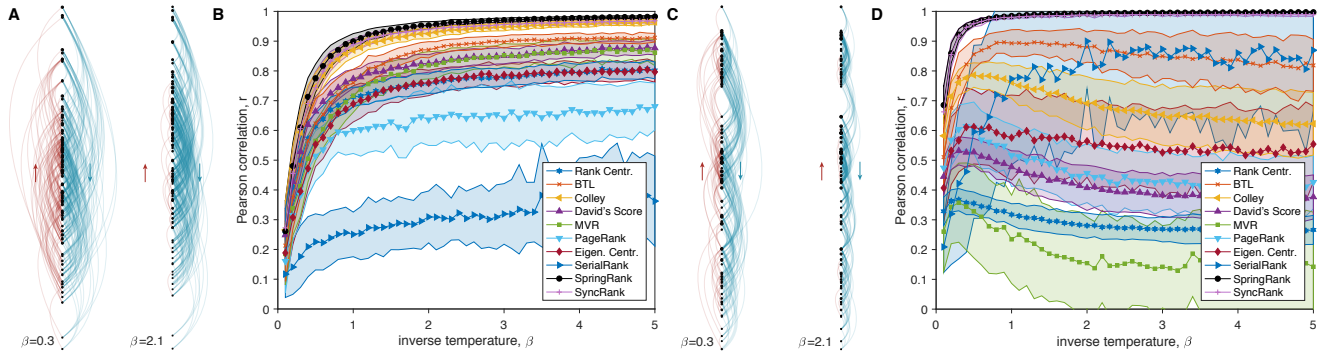 A
β=0.3
β=2.1
B
Pearson correlation, r
1
0.9
0.8
0.7
0.6
0.5
0.4
0.3
0.2
0.1
0
0
1
2
3
4
5
inverse temperature, β
Rank Centr.
BTL
Colley
David's Score
MVR
PageRank
Eigen. Centr.
SerialRank
SpringRank
SyncRank
C
β=0.3
β=2.1
D
Pearson correlation, r
1
0.9
0.8
0.7
0.6
0.5
0.4
0.3
0.2
0.1
0
0
1
2
3
4
5
inverse temperature, β
Rank Centr.
BTL
Colley
David's Score
MVR
PageRank
Eigen. Centr.
SerialRank
SpringRank
SyncRank